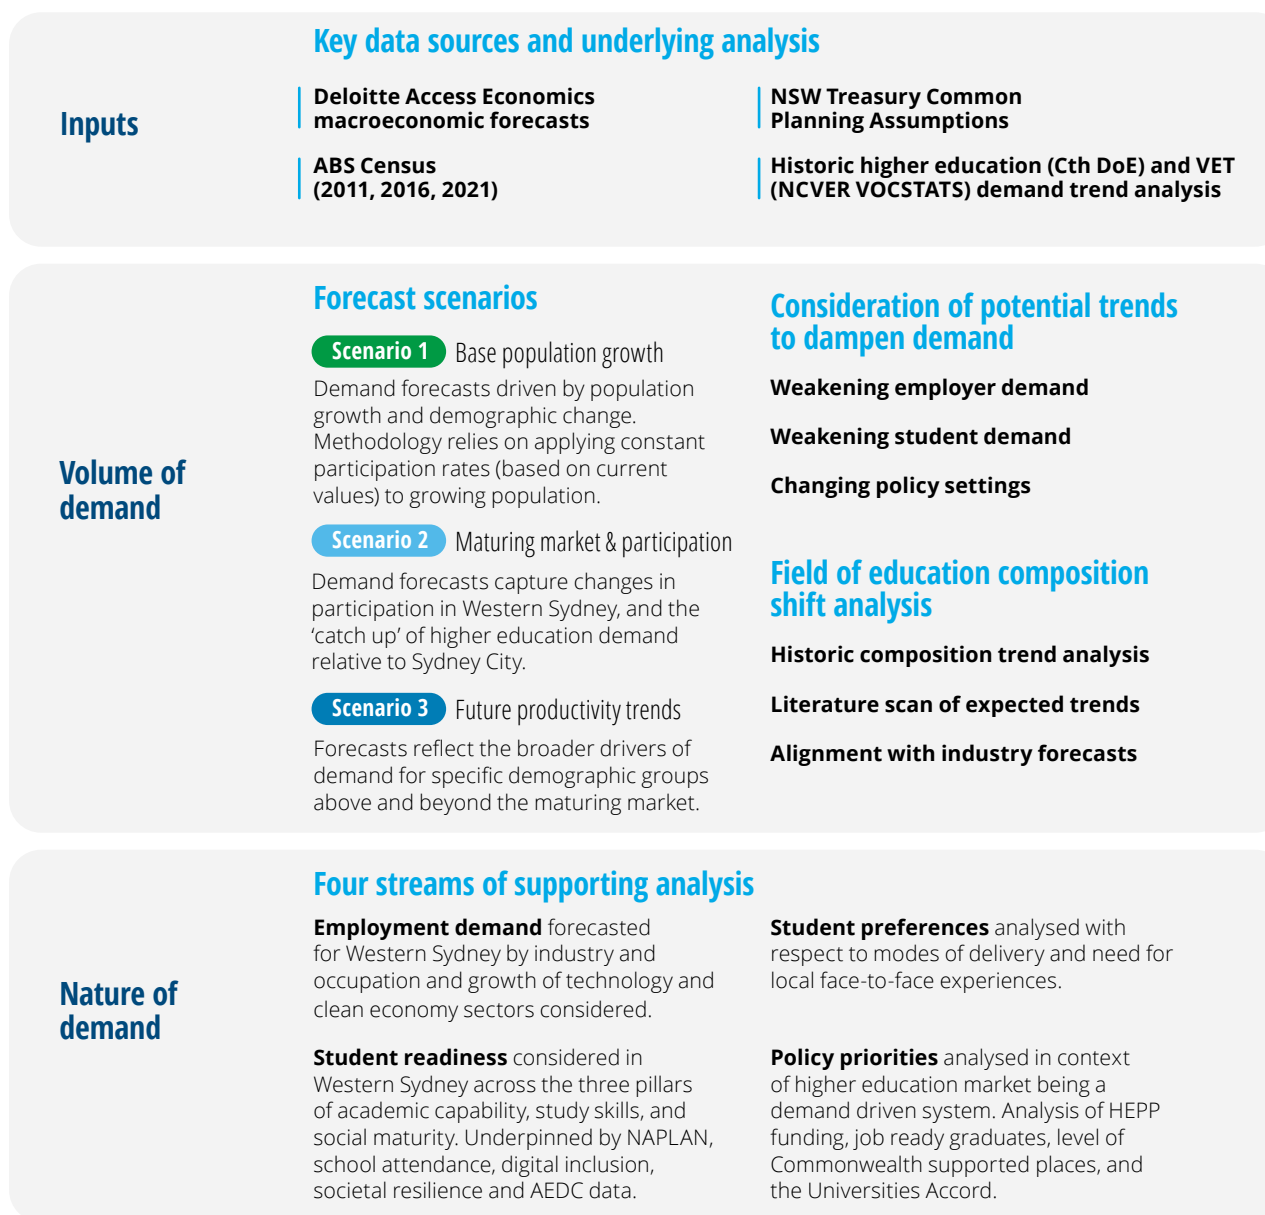 Key data sources and underlying analysis
Inputs
Deloitte Access Economics
macroeconomic forecasts
NSW Treasury Common
Planning Assumptions
ABS Census
(2011, 2016, 2021)
Historic higher education (Cth DoE) and VET
(NCVER VOCSTATS) demand trend analysis
Volume of
demand
Forecast scenarios
Scenario 1 Base population growth
Demand forecasts driven by population
growth and demographic change.
Methodology relies on applying constant
participation rates (based on current
values) to growing population.
Scenario 2 Maturing market & participation
Demand forecasts capture changes in
participation in Western Sydney, and the
‘catch up’ of higher education demand
relative to Sydney City.
Scenario 3 Future productivity trends
Forecasts reflect the broader drivers of
demand for specific demographic groups
above and beyond the maturing market.
Consideration of potential trends
to dampen demand
Weakening employer demand
Weakening student demand
Changing policy settings
Field of education composition
shift analysis
Historic composition trend analysis
Literature scan of expected trends
Alignment with industry forecasts
Nature of
demand
Four streams of supporting analysis
Employment demand forecasted
for Western Sydney by industry and
occupation and growth of technology and
clean economy sectors considered.
Student preferences analysed with
respect to modes of delivery and need for
local face-to-face experiences.
Student readiness considered in
Western Sydney across the three pillars
of academic capability, study skills, and
social maturity. Underpinned by NAPLAN,
school attendance, digital inclusion,
societal resilience and AEDC data.
Policy priorities analysed in context
of higher education market being a
demand driven system. Analysis of HEPP
funding, job ready graduates, level of
Commonwealth supported places, and
the Universities Accord.